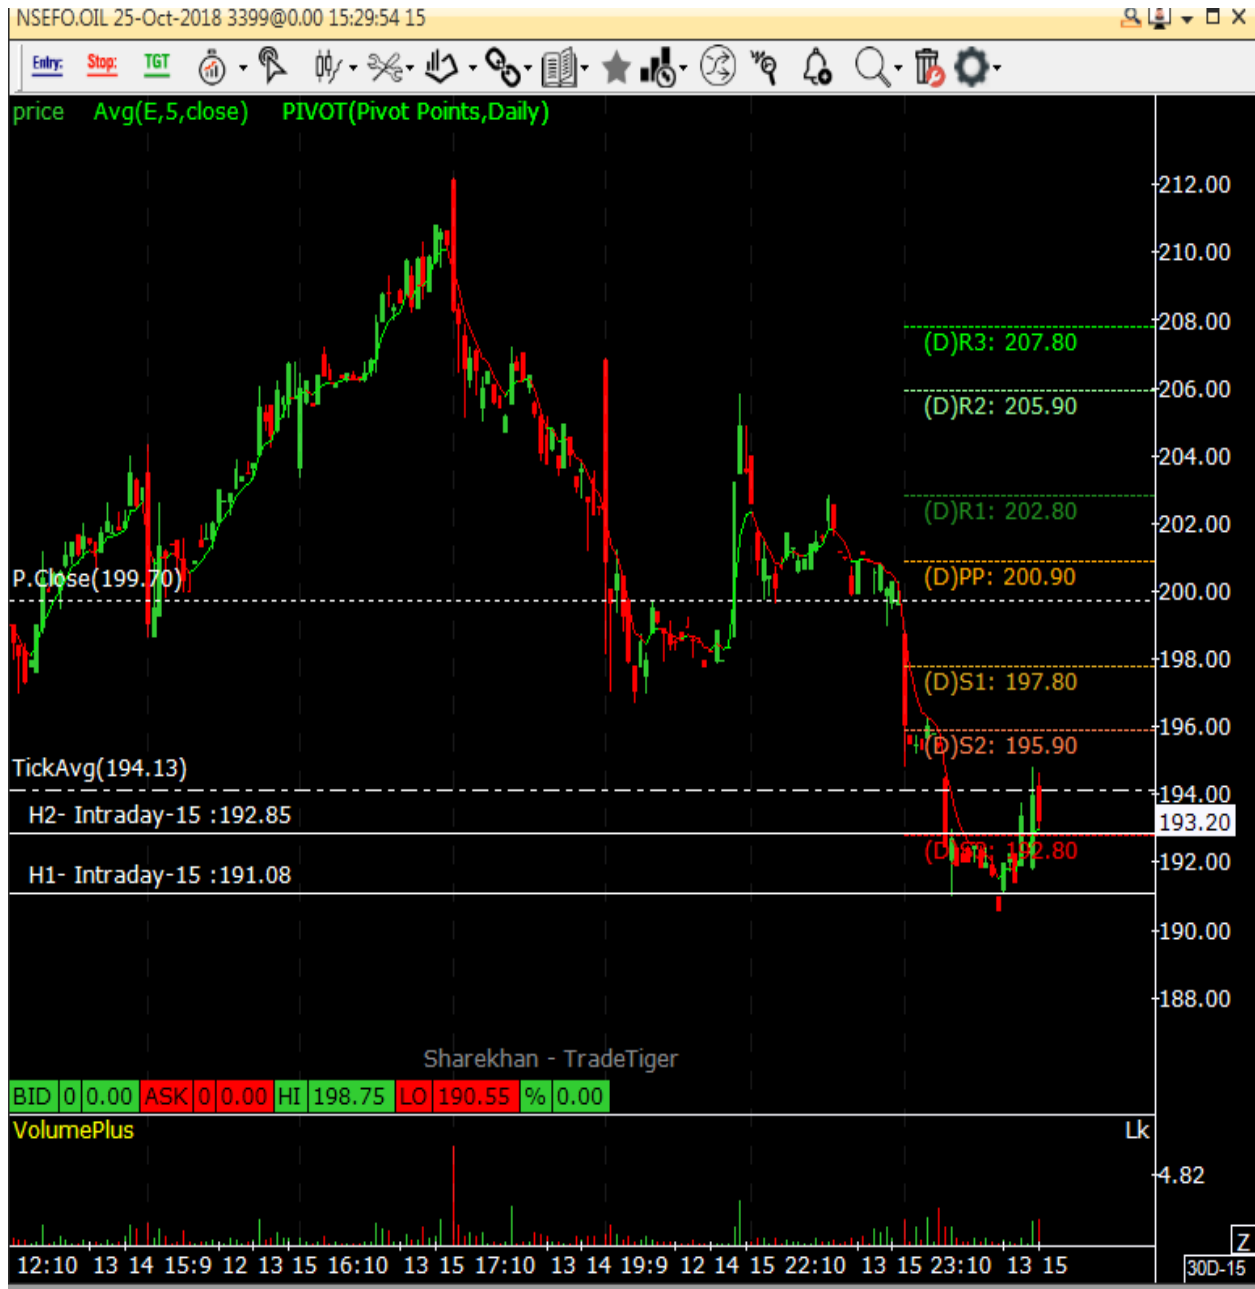 NSEFO.OIL 25-Oct-2018 3399@0.00 15:29:54 15
Entry: Stop: TGT
price Avg(E,5,close) PIVOT(Pivot Points,Daily)
212.00
210.00
208.00
(D)R3: 207.80
206.00
(D)R2: 205.90
204.00
(D)R1: 202.80
202.00
P.Close(199.70)
(D)PP: 200.90
200.00
198.00
(D)S1: 197.80
196.00
(D)S2: 195.90
TickAvg(194.13)
194.00
H2- Intraday-15 :192.85
193.20
192.80
192.00
H1- Intraday-15 :191.08
190.00
188.00
Sharekhan - TradeTiger
BID 0 0.00 ASK 0 0.00 HI 198.75 LO 190.55 % 0.00
VolumePlus
Lk
4.82
Z
12:10 13 14 15:9 12 13 15 16:10 13 15 17:10 13 14 19:9 12 14 15 22:10 13 15 23:10 13 15
30D-15